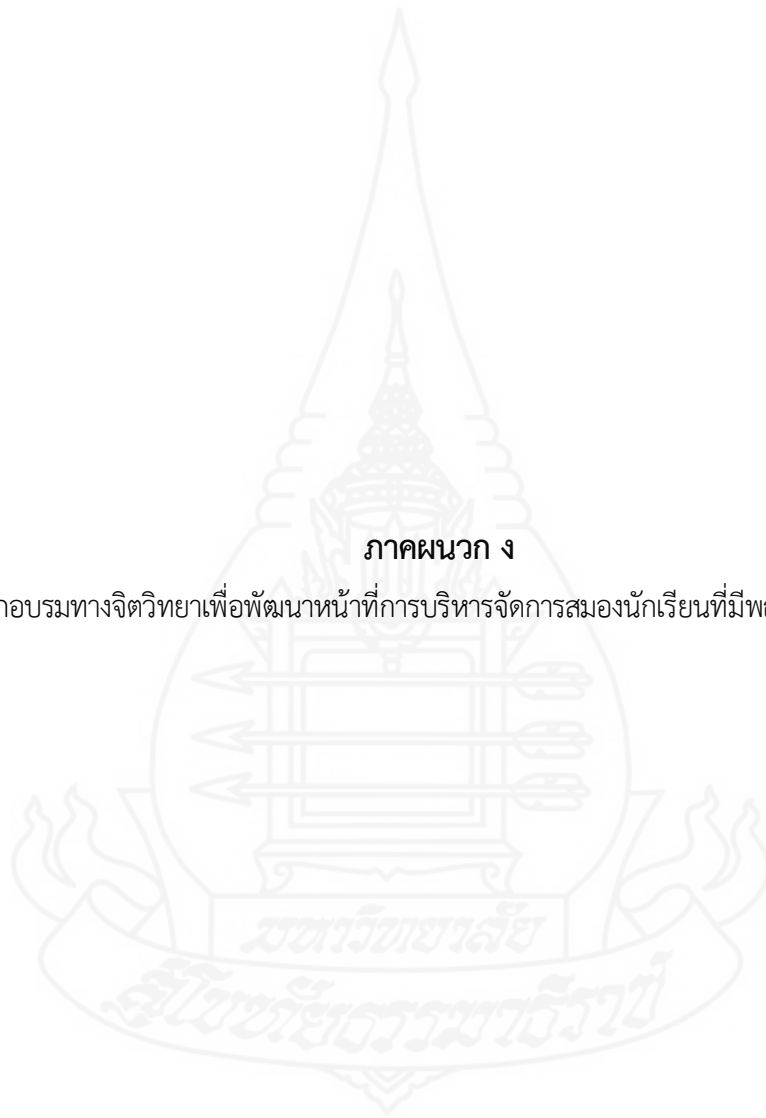 ภาคผนวก ง
กอบรมทางจิตวิทยาเพื่อพัฒนาหน้าที่การบริหารจัดการสมองนักเรียนที่มี
มหาวิทยาลัย
สุโขทัยธรรมาธิราช